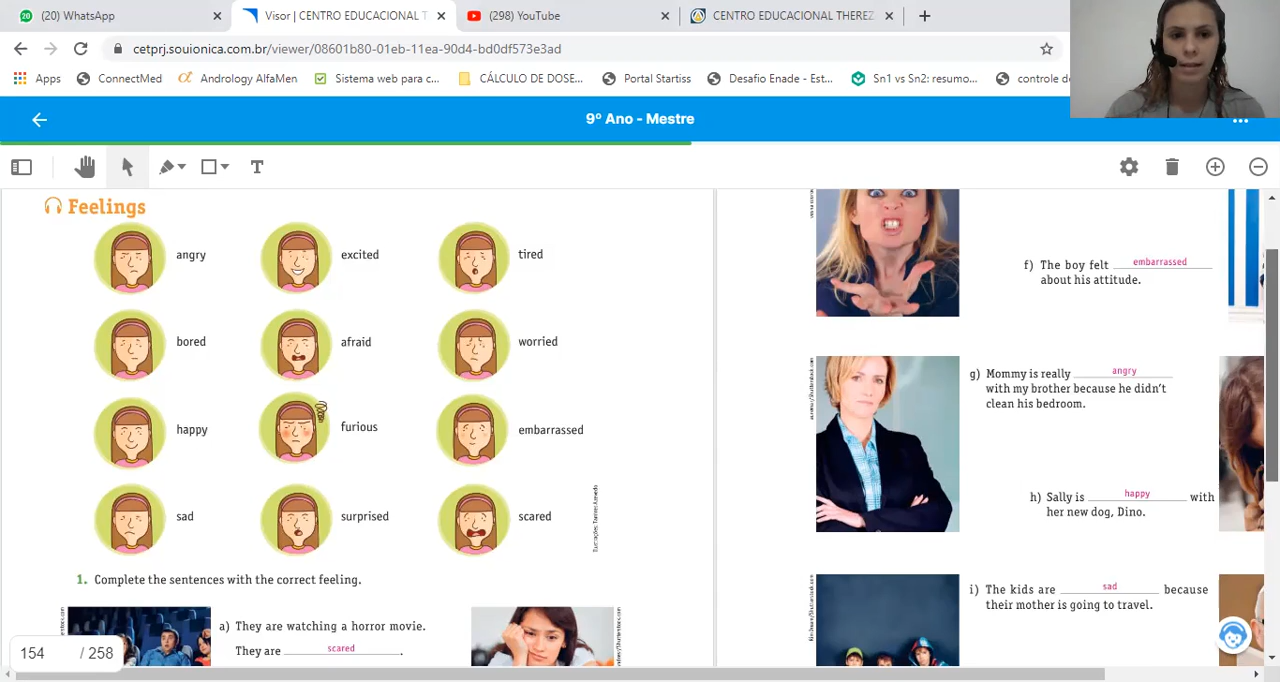 (20) WhatsApp
Visor | CENTRO EDUCACIONAL T
(298) YouTube
CENTRO EDUCACIONAL THEREZ
cetprj.souionica.com.br/viewer/08601b80-01eb-11ea-90d4-bd0df573e3ad
Apps
ConnectMed
Andrology AlfaMen
Sistema web para c...
CÁLCULO DE DOSE...
Portal Startiss
Desafio Enade - Est...
Sn1 vs Sn2: resumo...
controle de
9º Ano - Mestre
Feelings
angry
excited
tired
bored
afraid
worried
happy
furious
embarrassed
sad
surprised
scared
1. Complete the sentences with the correct feeling.
a) They are watching a horror movie.
They are scared.
154 / 258
f) The boy felt embarrassed
about his attitude.
g) Mommy is really angry
with my brother because he didn't
clean his bedroom.
h) Sally is happy with
her new dog, Dino.
i) The kids are sad because
their mother is going to travel.